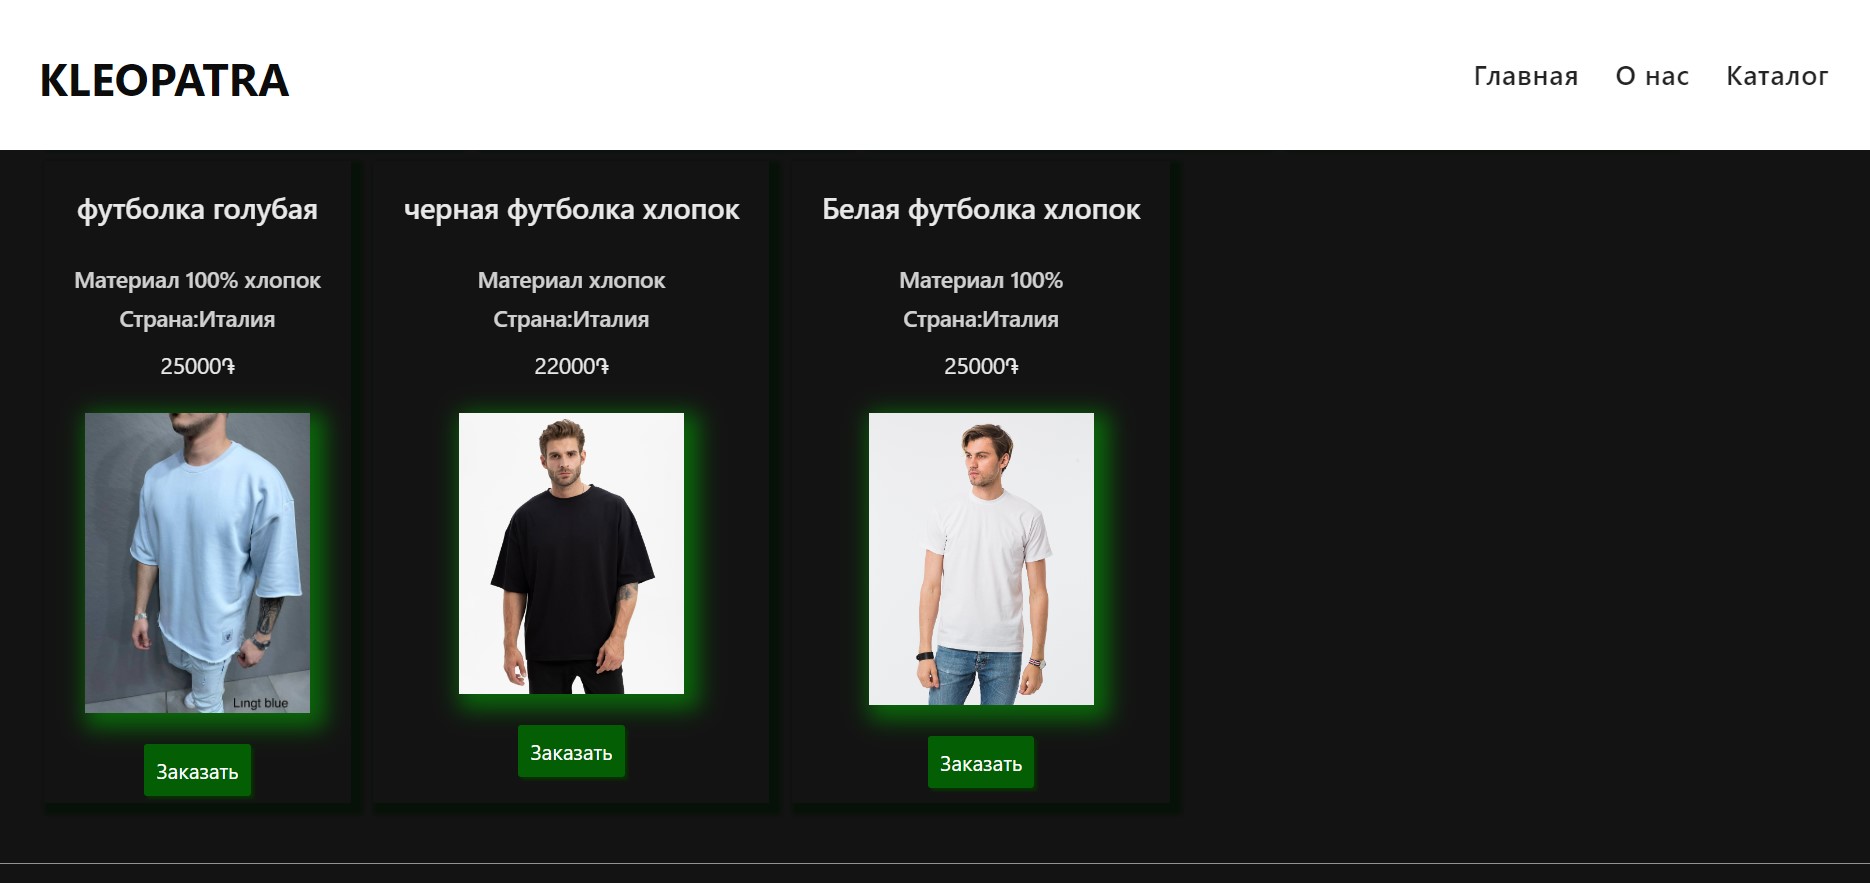 KLEOPATRA
Главная О нас Каталог
футболка голубая
Материал 100% хлопок
Страна:Италия
25000֏
Lıngt blue
Заказать
черная футболка хлопок
Материал хлопок
Страна:Италия
22000֏
Заказать
Белая футболка хлопок
Материал 100%
Страна:Италия
25000֏
Заказать